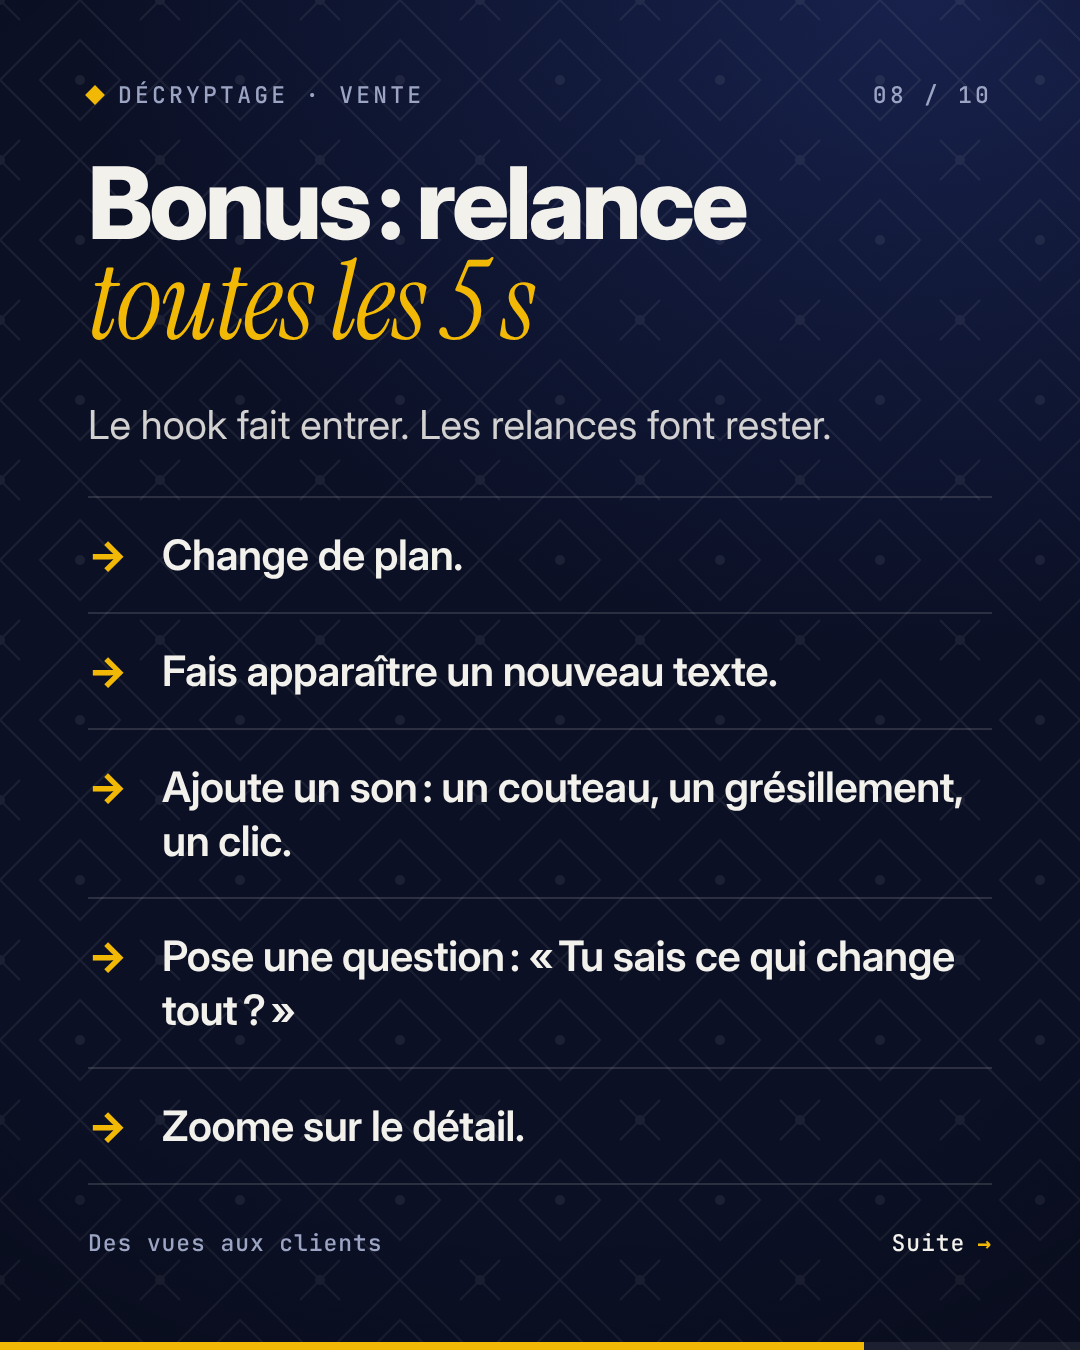 DÉCRYPTAGE · VENTE
08 / 10
Bonus : relance
toutes les 5 s
Le hook fait entrer. Les relances font rester.
→ Change de plan.
→ Fais apparaître un nouveau texte.
→ Ajoute un son : un couteau, un grésillement,
un clic.
→ Pose une question : « Tu sais ce qui change
tout ? »
→ Zoome sur le détail.
Des vues aux clients
Suite →